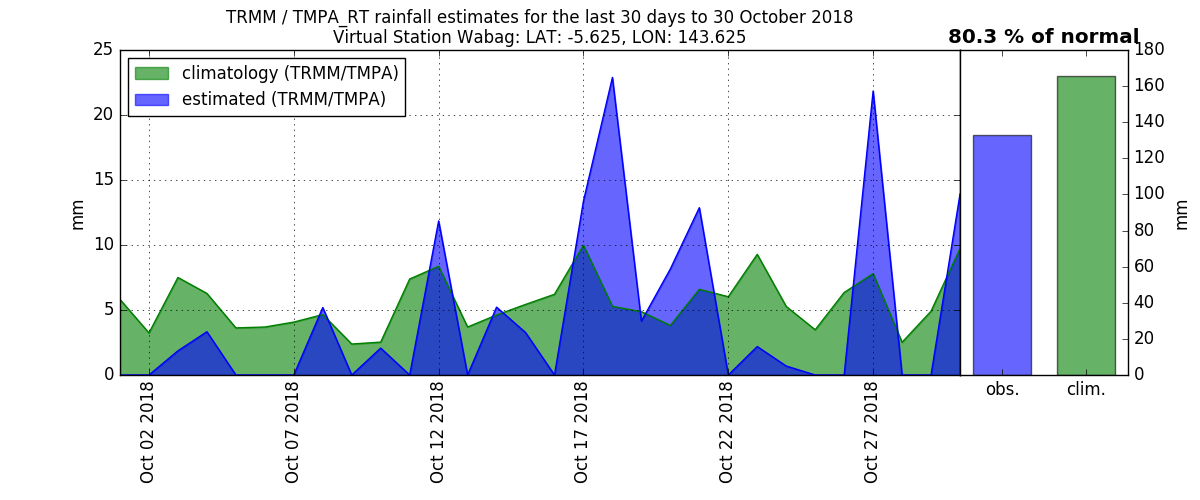 TRMM / TMPA_RT rainfall estimates for the last 30 days to 30 October 2018
Virtual Station Wabag: LAT: -5.625, LON: 143.625
80.3 % of normal
climatology (TRMM/TMPA)
estimated (TRMM/TMPA)
25
20
15
10
5
0
mm
Oct 02 2018
Oct 07 2018
Oct 12 2018
Oct 17 2018
Oct 22 2018
Oct 27 2018
obs.
clim.
180
160
140
120
100
80
60
40
20
0
mm